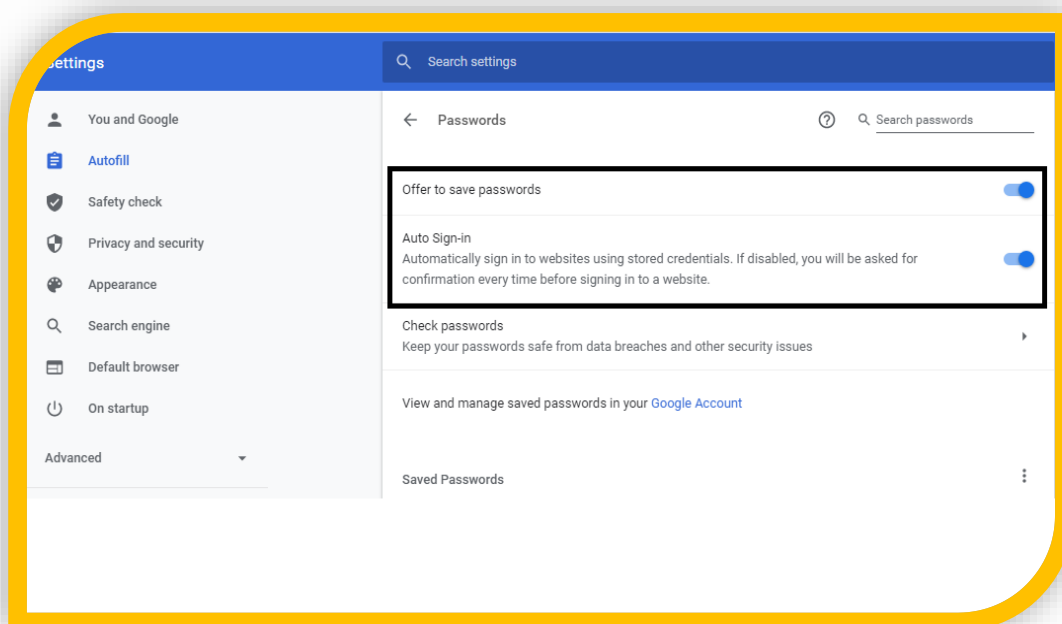 Settings
Search settings
You and Google
Autofill
Safety check
Privacy and security
Appearance
Search engine
Default browser
On startup
Advanced
Passwords
Search passwords
Offer to save passwords
Auto Sign-in
Automatically sign in to websites using stored credentials. If disabled, you will be asked for
confirmation every time before signing in to a website.
Check passwords
Keep your passwords safe from data breaches and other security issues
View and manage saved passwords in your Google Account
Saved Passwords